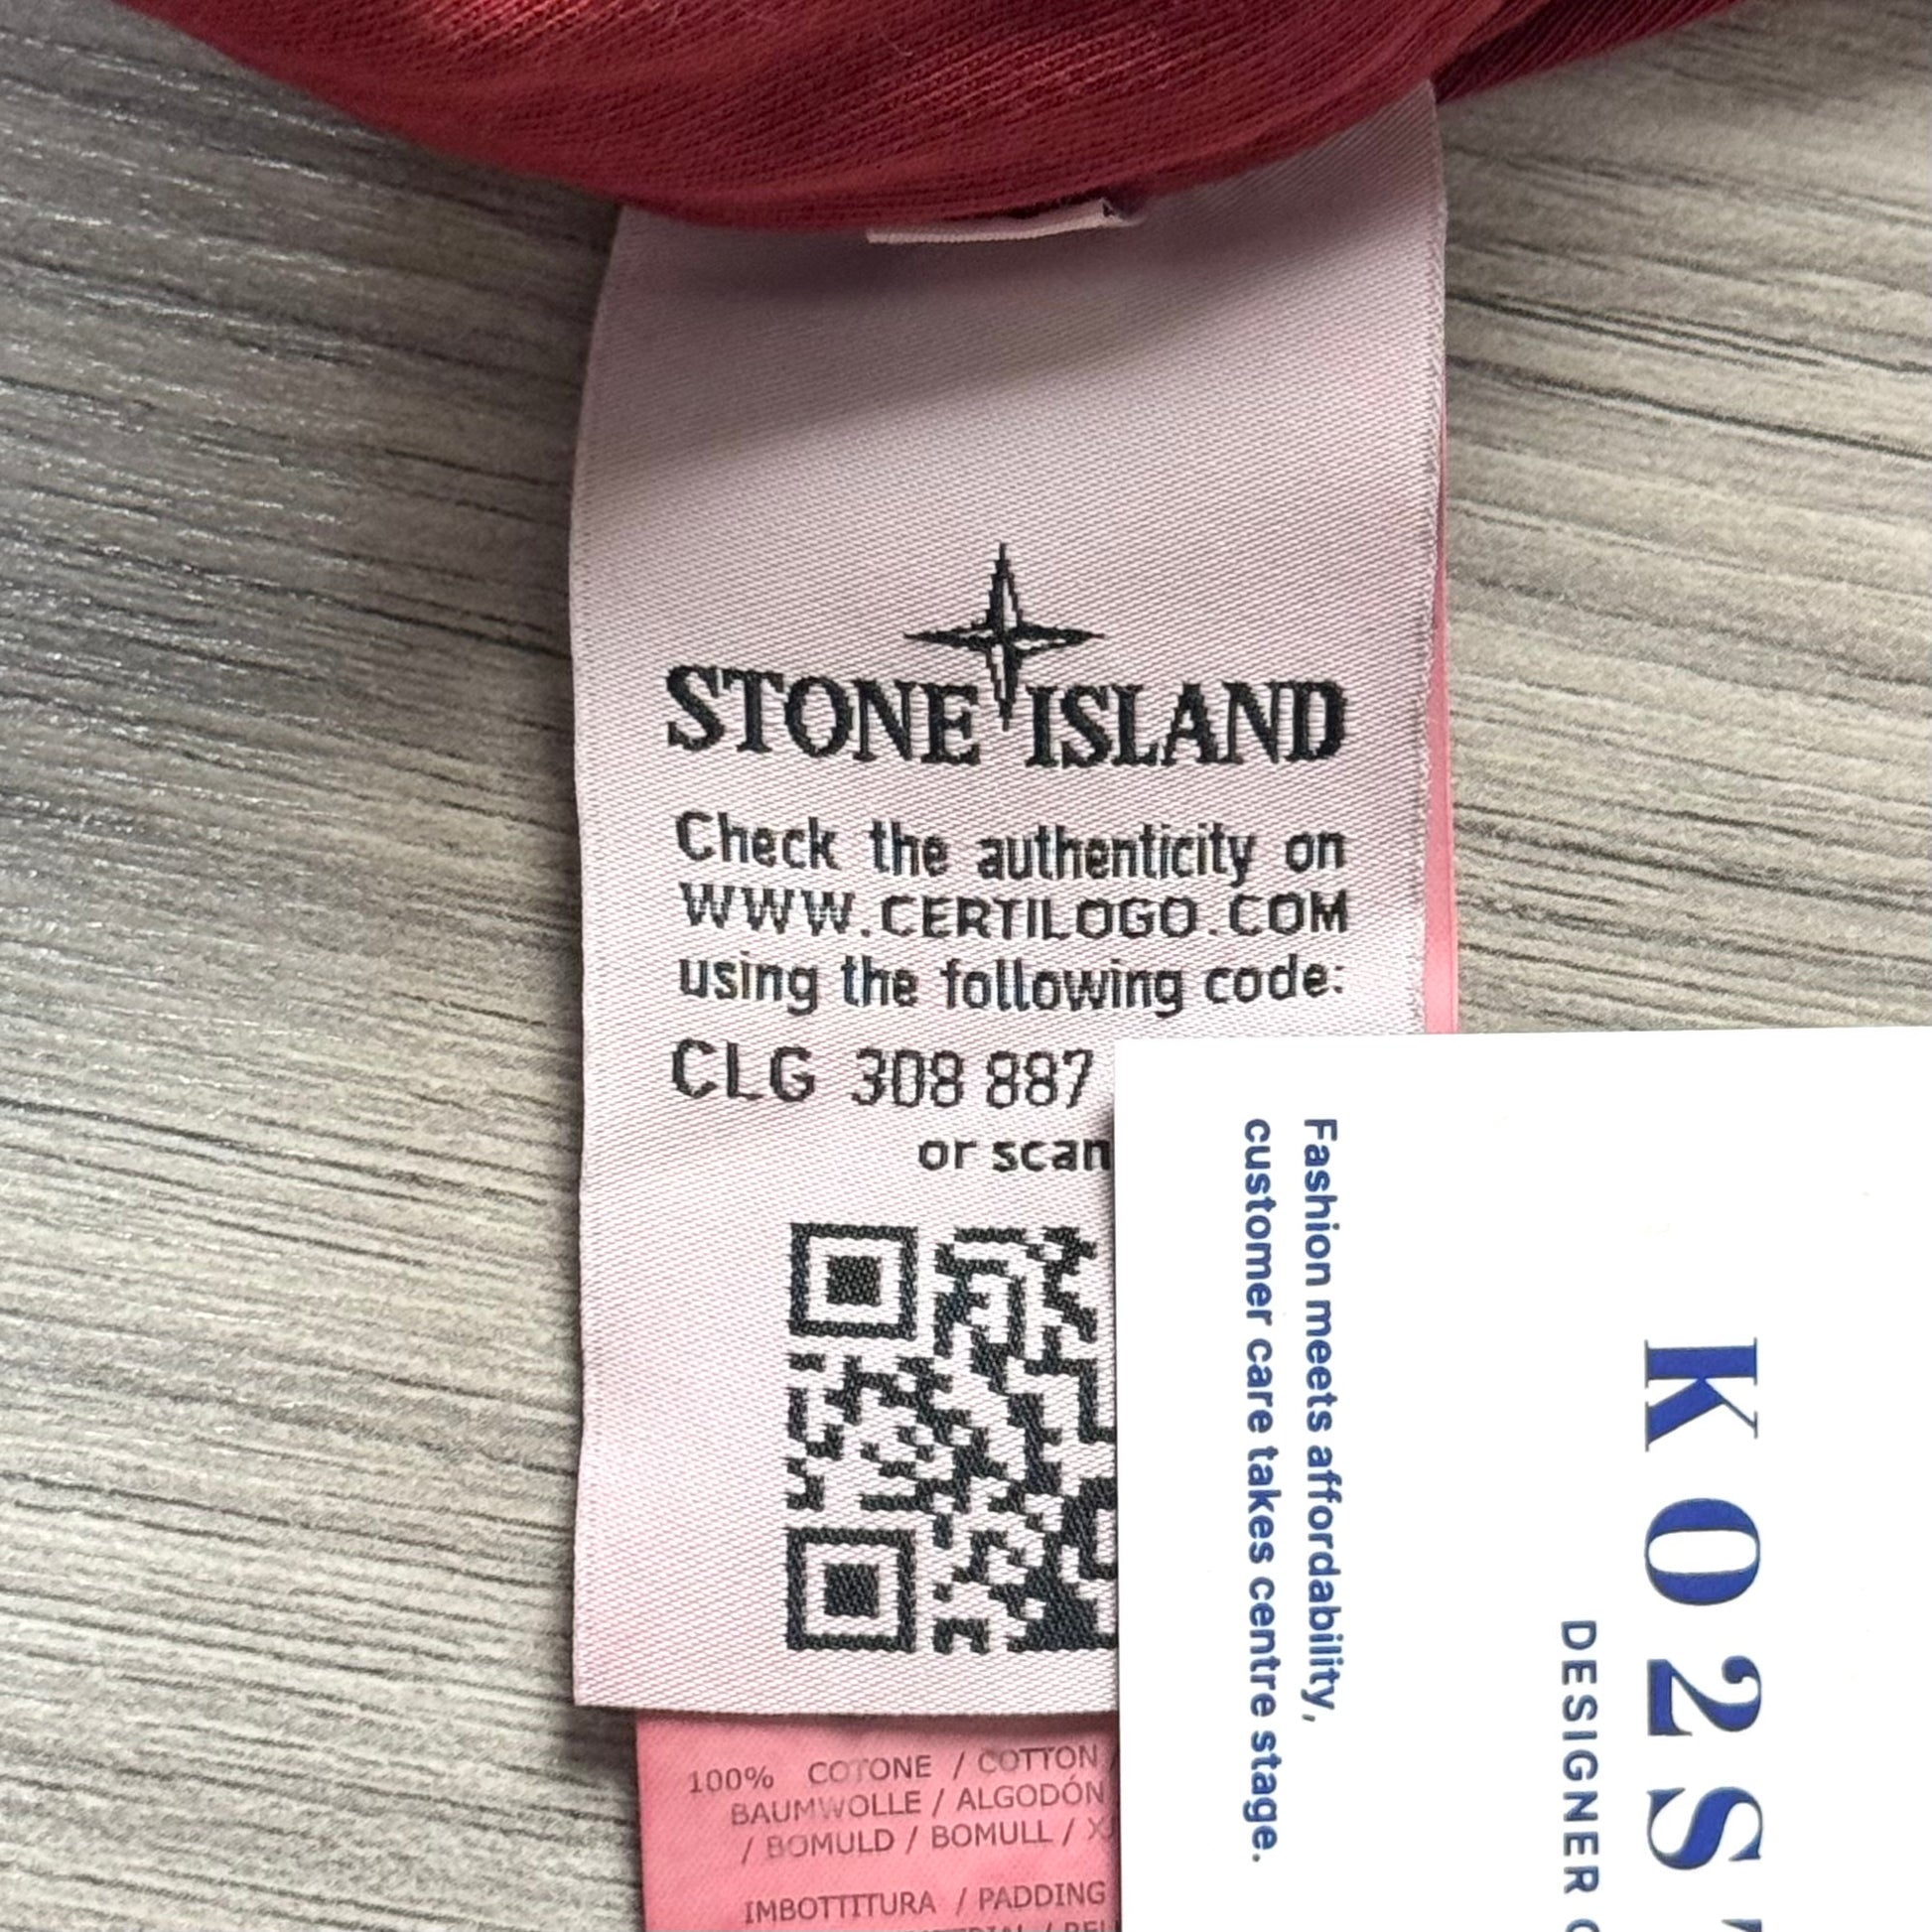 STONE ISLAND
Check the authenticity on
WWW.CERTILOGO.COM
using the following code:
CLG 308 887
or scan
100% COTONE / COTTON /
BAUMWOLLE / ALGODÓN
/ BOMULD / BOMULL /
IMBOTTITURA / PADDING
Fashion meets affordability,
customer care takes centre stage.
KO2S
DESIGNER